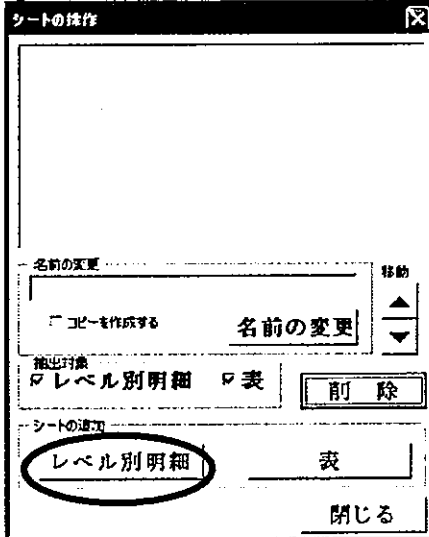 シートの操作
名前の変更
移動
コピーを作成する
名前の変更
抽出対象
レベル別明細 表
削 除
シートの追加
レベル別明細 表
閉じる